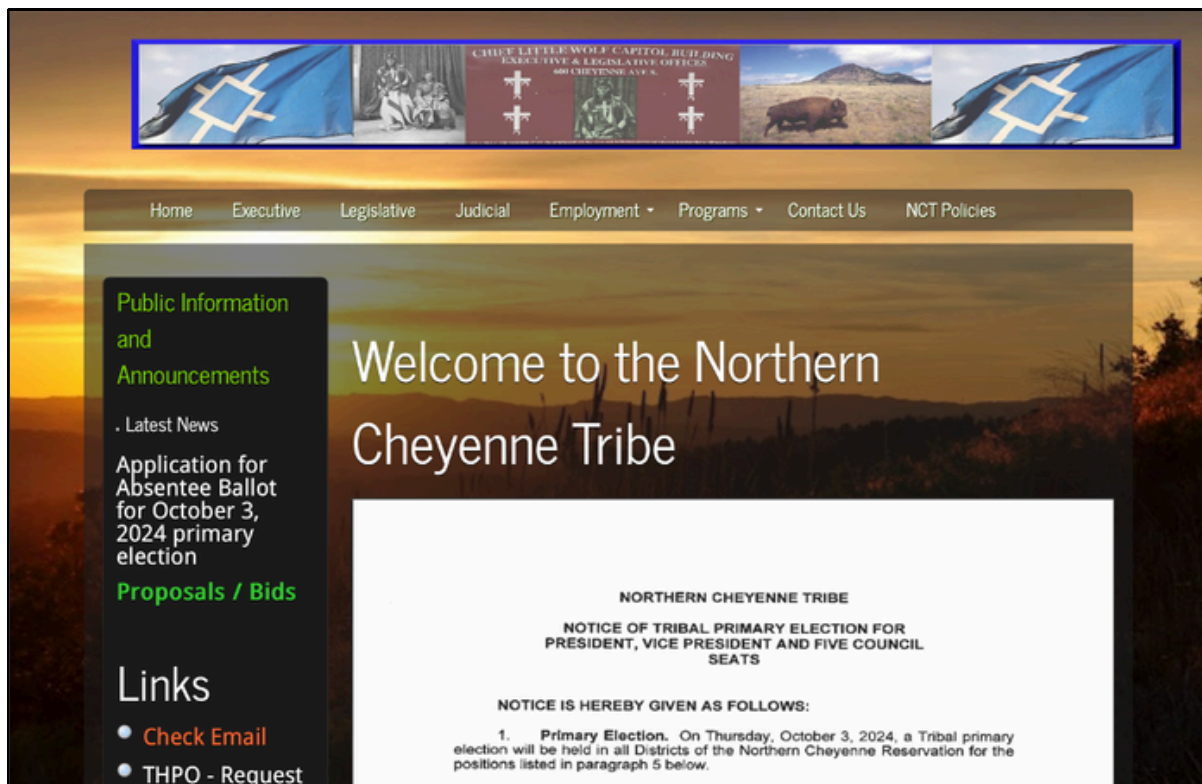 CHIEF LITTLE WOLF CAPITOL BUILDING
EXECUTIVE & LEGISLATIVE OFFICES
600 CHEYENNE AVE S.
Home Executive Legislative Judicial Employment Programs Contact Us NCT Policies
Public Information
and
Announcements
. Latest News
Application for
Absentee Ballot
for October 3,
2024 primary
election
Proposals / Bids
Links
Check Email
THPO - Request
Welcome to the Northern
Cheyenne Tribe
NORTHERN CHEYENNE TRIBE
NOTICE OF TRIBAL PRIMARY ELECTION FOR
PRESIDENT, VICE PRESIDENT AND FIVE COUNCIL
SEATS
NOTICE IS HEREBY GIVEN AS FOLLOWS:
1. Primary Election. On Thursday, October 3, 2024, a Tribal primary
election will be held in all Districts of the Northern Cheyenne Reservation for the
positions listed in paragraph 5 below.